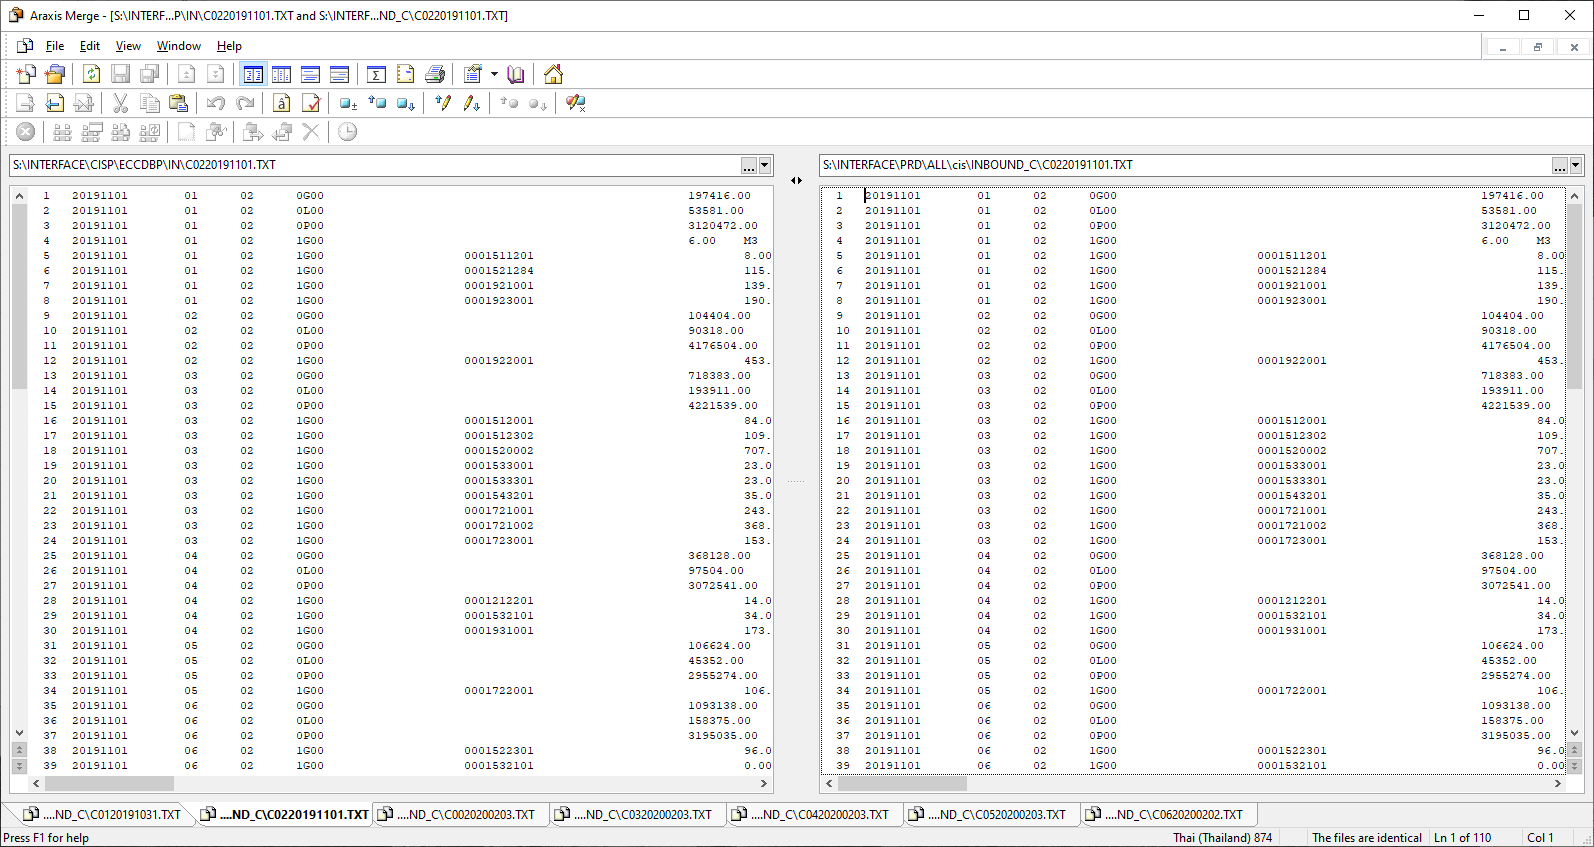 Araxis Merge - [S:\INTERF...P\IN\C0220191101.TXT and S:\INTERF...ND_C\C0220191101.TXT]
File Edit View Window Help
S:\INTERFACE\CISP\ECCDBP\IN\C0220191101.TXT ... S:\INTERFACE\PRD\ALL\cis\INBOUND_C\C0220191101.TXT ...
1 20191101 01 02 0G00 197416.00 1 20191101 01 02 0G00 197416.00
2 20191101 01 02 0L00 53581.00 2 20191101 01 02 0L00 53581.00
3 20191101 01 02 0P00 3120472.00 3 20191101 01 02 0P00 3120472.00
4 20191101 01 02 1G00 6.00 M3 4 20191101 01 02 1G00 6.00 M3
5 20191101 01 02 1G00 0001511201 8.00 5 20191101 01 02 1G00 0001511201 8.00
6 20191101 01 02 1G00 0001521284 115. 6 20191101 01 02 1G00 0001521284 115.
7 20191101 01 02 1G00 0001921001 139. 7 20191101 01 02 1G00 0001921001 139.
8 20191101 01 02 1G00 0001923001 190. 8 20191101 01 02 1G00 0001923001 190.
9 20191101 02 02 0G00 104404.00 9 20191101 02 02 0G00 104404.00
10 20191101 02 02 0L00 90318.00 10 20191101 02 02 0L00 90318.00
11 20191101 02 02 0P00 4176504.00 11 20191101 02 02 0P00 4176504.00
12 20191101 02 02 1G00 0001922001 453. 12 20191101 02 02 1G00 0001922001 453.
13 20191101 03 02 0G00 718383.00 13 20191101 03 02 0G00 718383.00
14 20191101 03 02 0L00 193911.00 14 20191101 03 02 0L00 193911.00
15 20191101 03 02 0P00 4221539.00 15 20191101 03 02 0P00 4221539.00
16 20191101 03 02 1G00 0001512001 84.0 16 20191101 03 02 1G00 0001512001 84.0
17 20191101 03 02 1G00 0001512302 109. 17 20191101 03 02 1G00 0001512302 109.
18 20191101 03 02 1G00 0001520002 707. 18 20191101 03 02 1G00 0001520002 707.
19 20191101 03 02 1G00 0001533001 23.0 19 20191101 03 02 1G00 0001533001 23.0
20 20191101 03 02 1G00 0001533301 23.0 20 20191101 03 02 1G00 0001533301 23.0
21 20191101 03 02 1G00 0001543201 35.0 21 20191101 03 02 1G00 0001543201 35.0
22 20191101 03 02 1G00 0001721001 243. 22 20191101 03 02 1G00 0001721001 243.
23 20191101 03 02 1G00 0001721002 368. 23 20191101 03 02 1G00 0001721002 368.
24 20191101 03 02 1G00 0001723001 153. 24 20191101 03 02 1G00 0001723001 153.
25 20191101 04 02 0G00 368128.00 25 20191101 04 02 0G00 368128.00
26 20191101 04 02 0L00 97504.00 26 20191101 04 02 0L00 97504.00
27 20191101 04 02 0P00 3072541.00 27 20191101 04 02 0P00 3072541.00
28 20191101 04 02 1G00 0001212201 14.0 28 20191101 04 02 1G00 0001212201 14.0
29 20191101 04 02 1G00 0001532101 34.0 29 20191101 04 02 1G00 0001532101 34.0
30 20191101 04 02 1G00 0001931001 173. 30 20191101 04 02 1G00 0001931001 173.
31 20191101 05 02 0G00 106624.00 31 20191101 05 02 0G00 106624.00
32 20191101 05 02 0L00 45352.00 32 20191101 05 02 0L00 45352.00
33 20191101 05 02 0P00 2955274.00 33 20191101 05 02 0P00 2955274.00
34 20191101 05 02 1G00 0001722001 106. 34 20191101 05 02 1G00 0001722001 106.
35 20191101 06 02 0G00 1093138.00 35 20191101 06 02 0G00 1093138.00
36 20191101 06 02 0L00 158375.00 36 20191101 06 02 0L00 158375.00
37 20191101 06 02 0P00 3195035.00 37 20191101 06 02 0P00 3195035.00
38 20191101 06 02 1G00 0001522301 96.0 38 20191101 06 02 1G00 0001522301 96.0
39 20191101 06 02 1G00 0001532101 0.00 39 20191101 06 02 1G00 0001532101 0.00
....ND_C\C0120191031.TXT ....ND_C\C0220191101.TXT ....ND_C\C0020200203.TXT ....ND_C\C0320200203.TXT ....ND_C\C0420200203.TXT ....ND_C\C0520200203.TXT ....ND_C\C0620200202.TXT
Press F1 for help Thai (Thailand) 874 The files are identical Ln 1 of 110 Col 1